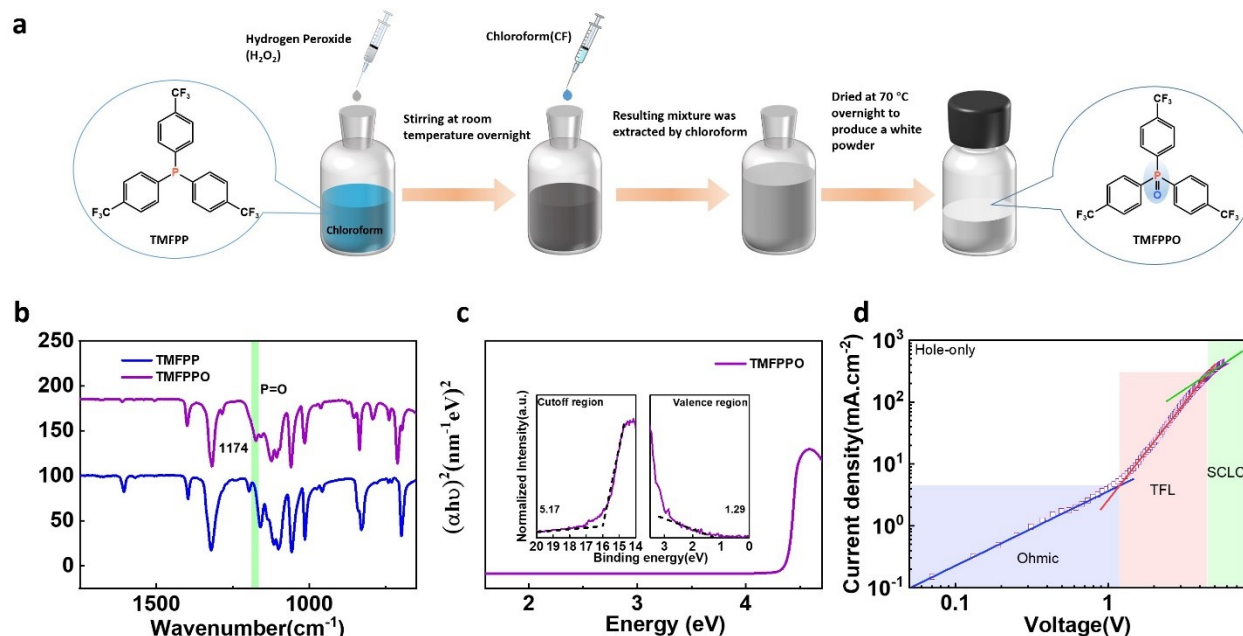 a
Hydrogen Peroxide
(H₂O₂)
Chloroform(CF)
Stirring at room
temperature overnight
Resulting mixture was
extracted by chloroform
Dried at 70 °C
overnight to
produce a white
powder
CF₃
P
F₃C
CF₃
TMFPP
Chloroform
CF₃
P
O
F₃C
CF₃
TMFPPO
b
250
200
150
100
50
0
TMFPP
TMFPPO
P=O
1174
1500
1000
Wavenumber(cm⁻¹)
c
(αhυ)²(nm⁻¹eV)²
TMFPPO
Cutoff region
Valence region
Normalized Intensity(a.u.)
5.17
1.29
20 19 18 17 16 15 14
3 2 1 0
Binding energy(eV)
2
3
4
Energy (eV)
d
Current density(mA.cm⁻²)
10³
10²
10¹
10⁰
10⁻¹
Hole-only
Ohmic
TFL
SCLC
0.1
1
Voltage(V)